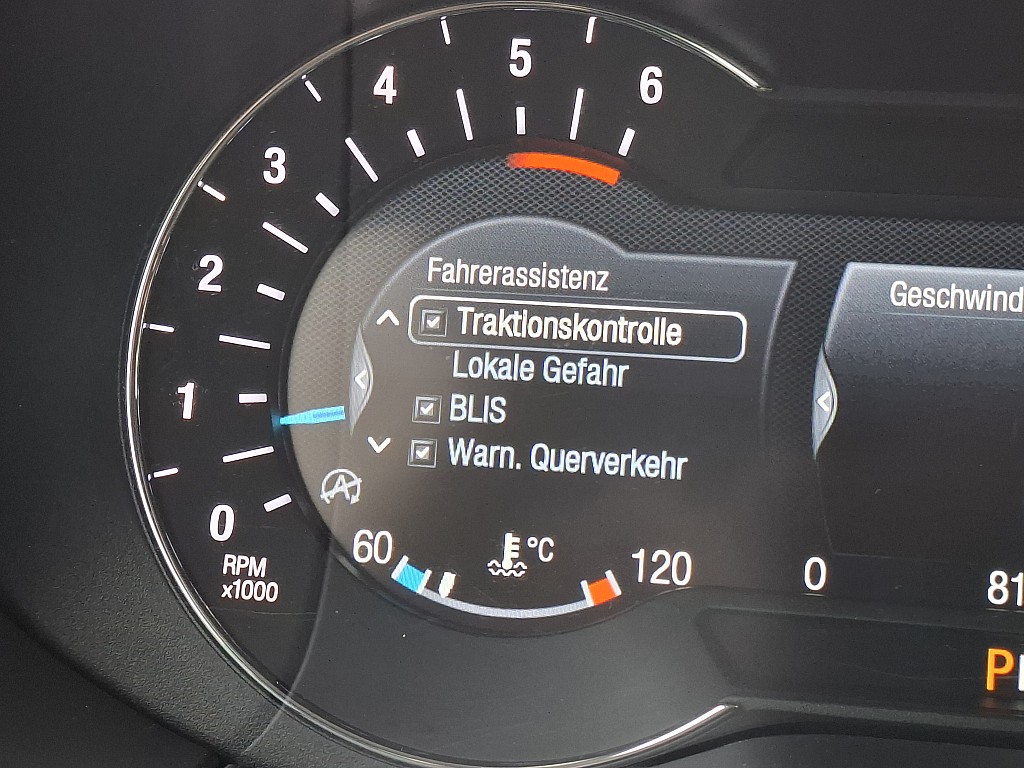 5
4
6
3
2
1
0
RPM
x1000
Fahrerassistenz
Traktionskontrolle
Lokale Gefahr
BLIS
Warn. Querverkehr
A
60
°C
120
Geschwind
0
81
P